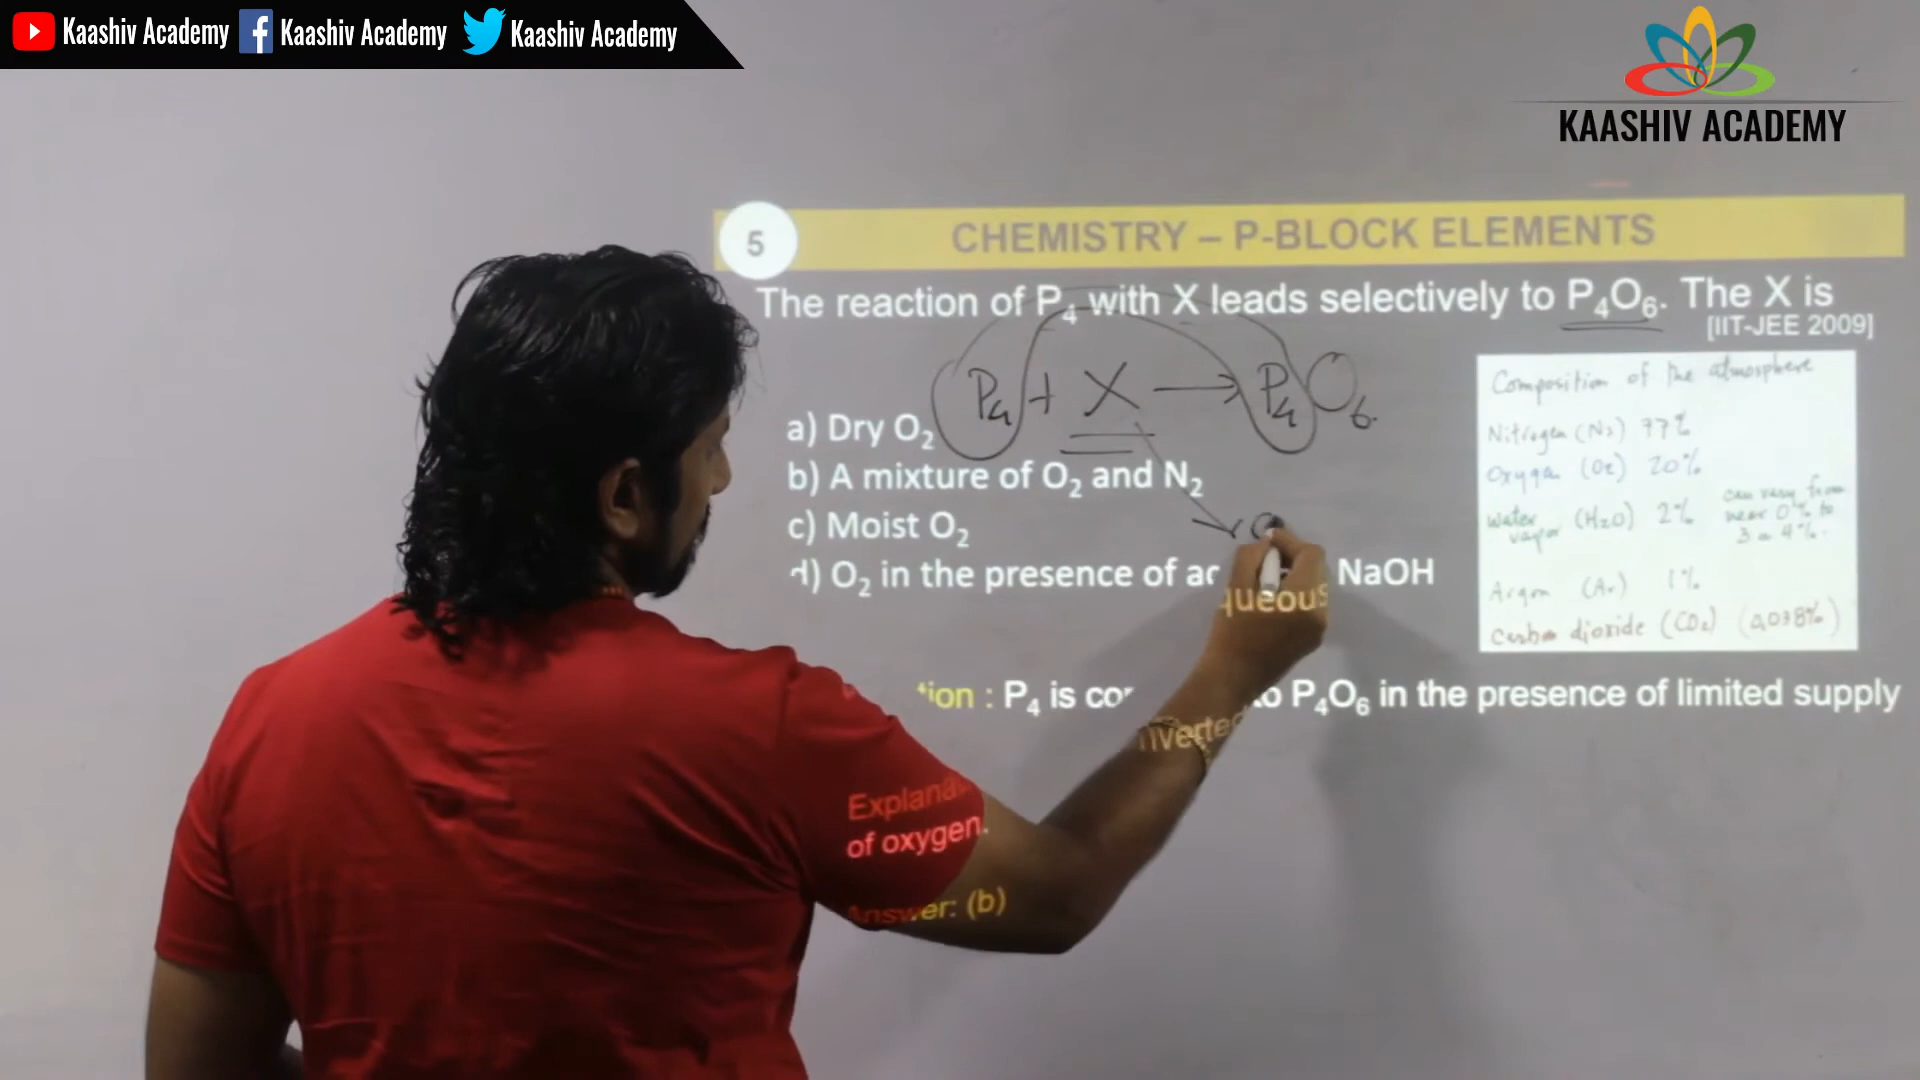 Kaashiv Academy Kaashiv Academy Kaashiv Academy
KAASHIV ACADEMY
5
CHEMISTRY – P-BLOCK ELEMENTS
The reaction of P₄ with X leads selectively to P₄O₆. The X is
[IIT-JEE 2009]
P₄ + X → P₄O₆.
a) Dry O₂
b) A mixture of O₂ and N₂
c) Moist O₂
d) O₂ in the presence of aqueous NaOH
Composition of the atmosphere
Nitrogen (N₂) 77%
Oxygen (O₂) 20%
water vapor (H₂O) 2% can vary from near 0% to 3 or 4%.
Argon (Ar) 1%
Carbon dioxide (CO₂) (0,038%)
Explanation : P₄ is converted to P₄O₆ in the presence of limited supply
of oxygen.
Answer: (b)